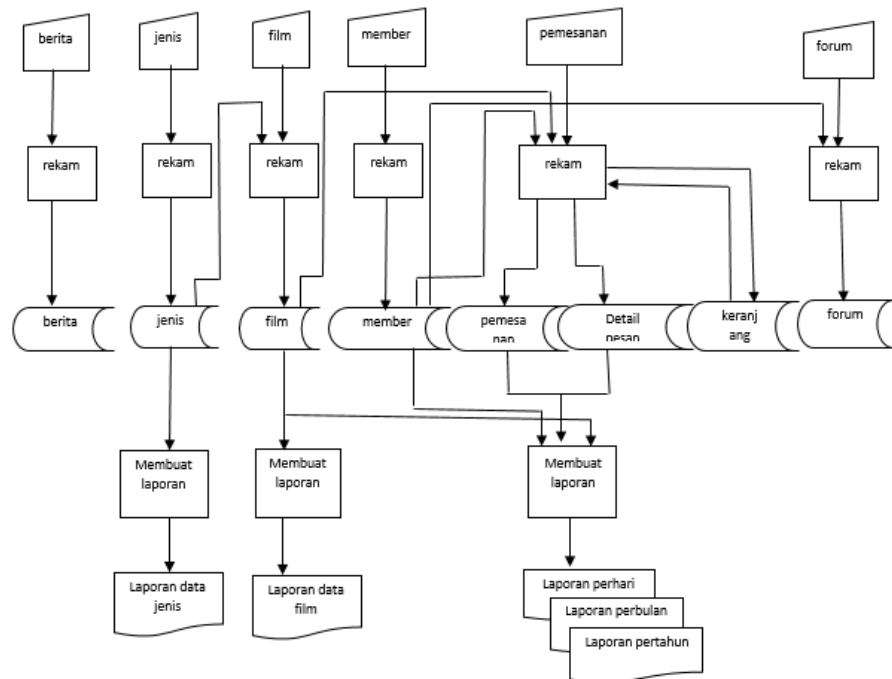 berita
jenis
film
member
pemesanan
forum
rekam
rekam
rekam
rekam
rekam
rekam
berita
jenis
film
member
pemesa
nan
Detail
pesan
keranj
ang
forum
Membuat
laporan
Membuat
laporan
Membuat
laporan
Laporan data
jenis
Laporan data
film
Laporan perhari
Laporan perbulan
Laporan pertahun